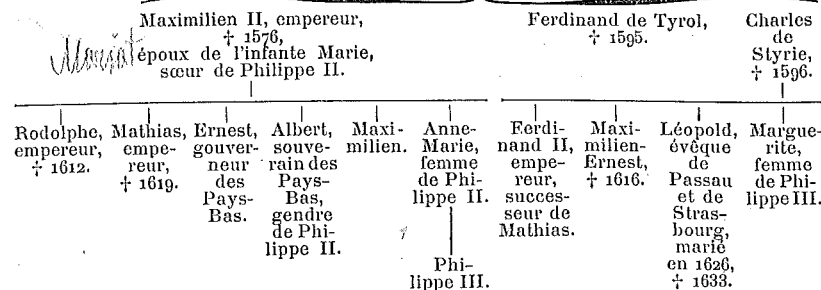 Maximilien II, empereur,
† 1576,
époux de l'infante Marie,
sœur de Philippe II.
Ferdinand de Tyrol,
† 1595.
Charles
de
Styrie,
† 1596.
Rodolphe,
empereur,
† 1612.
Mathias,
empe-
reur,
† 1619.
Ernest,
gouver-
neur
des
Pays-
Bas.
Albert,
souve-
rain des
Pays-
Bas,
gendre
de Phi-
lippe II.
Maxi-
milien.
Anne-
Marie,
femme
de Phi-
lippe II.
Phi-
lippe III.
Ferdi-
nand II,
empe-
reur,
succes-
seur de
Mathias.
Maxi-
milien-
Ernest,
† 1616.
Léopold,
évêque
de
Passau
et de
Stras-
bourg,
marié
en 1626,
† 1633.
Margue-
rite,
femme
de Phi-
lippe III.